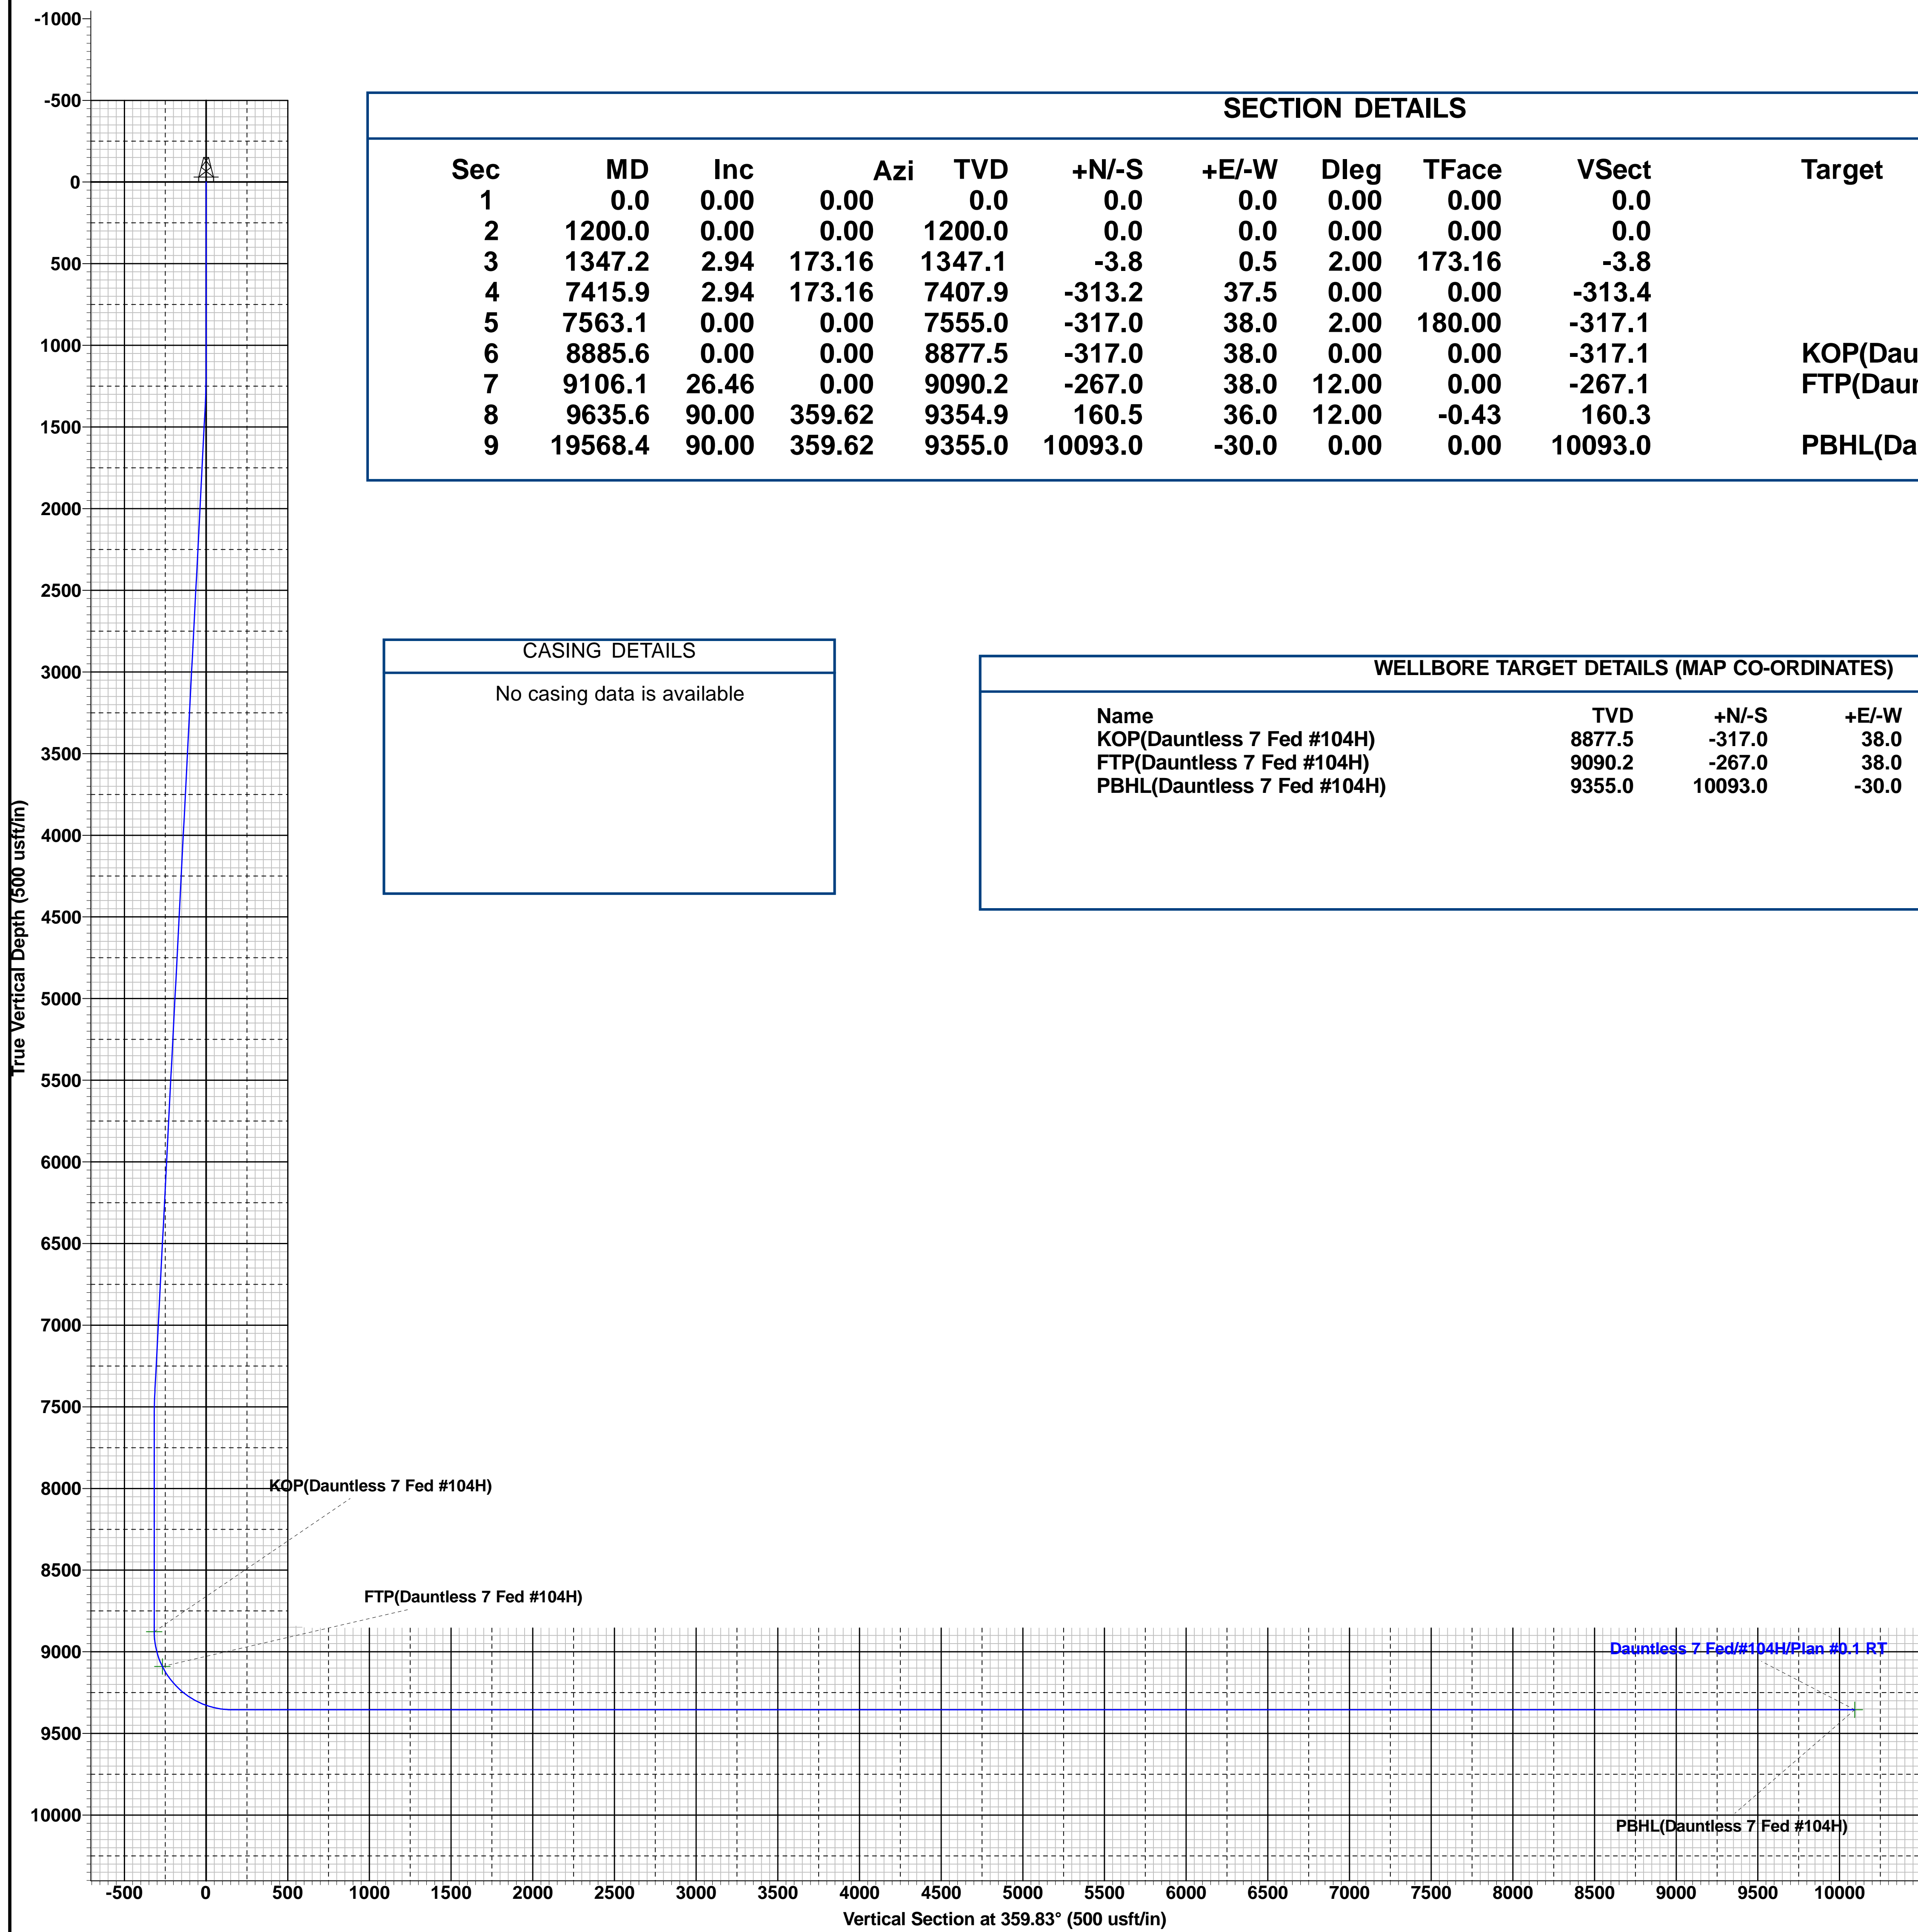 SECTION DETAILS
Sec MD Inc Azi TVD +N/-S +E/-W Dleg TFace VSect Target
1 0.0 0.00 0.00 0.0 0.0 0.0 0.00 0.00 0.0
2 1200.0 0.00 0.00 1200.0 0.0 0.0 0.00 0.00 0.0
3 1347.2 2.94 173.16 1347.1 -3.8 0.5 2.00 173.16 -3.8
4 7415.9 2.94 173.16 7407.9 -313.2 37.5 0.00 0.00 -313.4
5 7563.1 0.00 0.00 7555.0 -317.0 38.0 2.00 180.00 -317.1
6 8885.6 0.00 0.00 8877.5 -317.0 38.0 0.00 0.00 -317.1 KOP(Dau
7 9106.1 26.46 0.00 9090.2 -267.0 38.0 12.00 0.00 -267.1 FTP(Daun
8 9635.6 90.00 359.62 9354.9 160.5 36.0 12.00 -0.43 160.3
9 19568.4 90.00 359.62 9355.0 10093.0 -30.0 0.00 0.00 10093.0 PBHL(Da
CASING DETAILS
No casing data is available
WELLBORE TARGET DETAILS (MAP CO-ORDINATES)
Name TVD +N/-S +E/-W
KOP(Dauntless 7 Fed #104H) 8877.5 -317.0 38.0
FTP(Dauntless 7 Fed #104H) 9090.2 -267.0 38.0
PBHL(Dauntless 7 Fed #104H) 9355.0 10093.0 -30.0
True Vertical Depth (500 usft/in)
-1000
-500
0
500
1000
1500
2000
2500
3000
3500
4000
4500
5000
5500
6000
6500
7000
7500
8000
8500
9000
9500
10000
KOP(Dauntless 7 Fed #104H)
FTP(Dauntless 7 Fed #104H)
Dauntless 7 Fed/#104H/Plan #0.1 RT
PBHL(Dauntless 7 Fed #104H)
-500 0 500 1000 1500 2000 2500 3000 3500 4000 4500 5000 5500 6000 6500 7000 7500 8000 8500 9000 9500 10000
Vertical Section at 359.83° (500 usft/in)